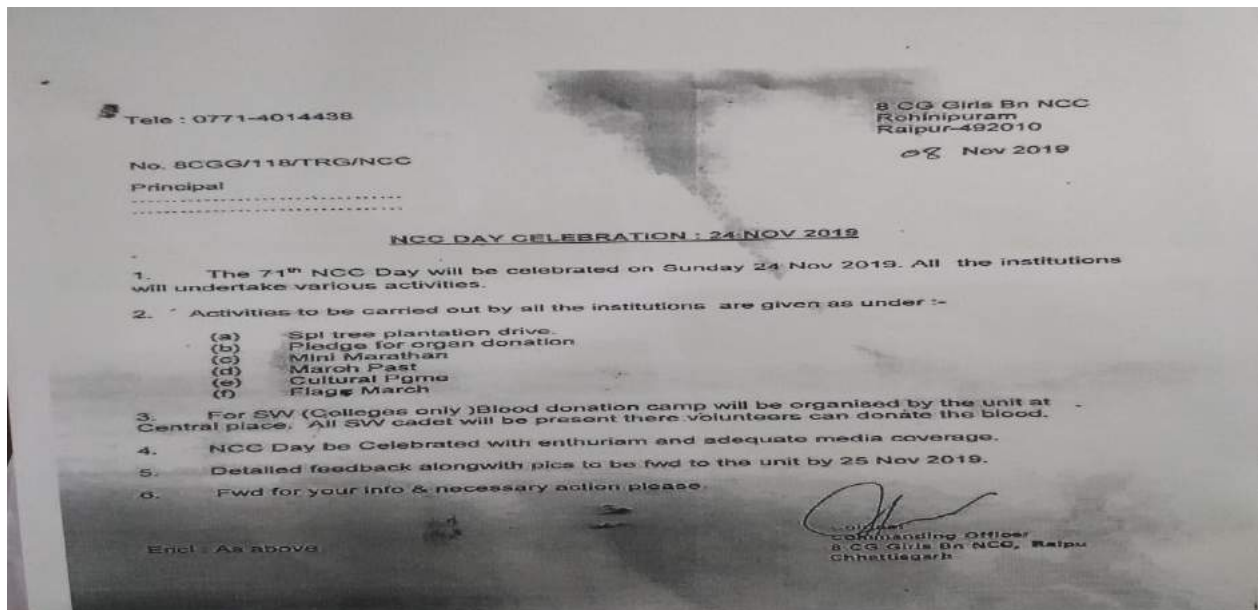 Tele : 0771-4014438
8 CG Girls Bn NCC
Rohinipuram
Raipur-492010
No. 8CGG/118/TRG/NCC
08 Nov 2019
Principal
................................
................................
NCC DAY CELEBRATION : 24 NOV 2019
1. The 71th NCC Day will be celebrated on Sunday 24 Nov 2019. All the institutions
will undertake various activities.
2. Activities to be carried out by all the institutions are given as under :-
(a) Spl tree plantation drive.
(b) Pledge for organ donation
(c) Mini Marathan
(d) March Past
(e) Cultural Pgme
(f) Flage March
3. For SW (Colleges only )Blood donation camp will be organised by the unit at
Central place. All SW cadet will be present there volunteers can donate the blood.
4. NCC Day be Celebrated with enthuriam and adequate media coverage.
5. Detailed feedback alongwith pics to be fwd to the unit by 25 Nov 2019.
6. Fwd for your info & necessary action please.
Encl : As above
Commanding Officer
8 CG Girls Bn NCC, Raipu
Chhattisgarh